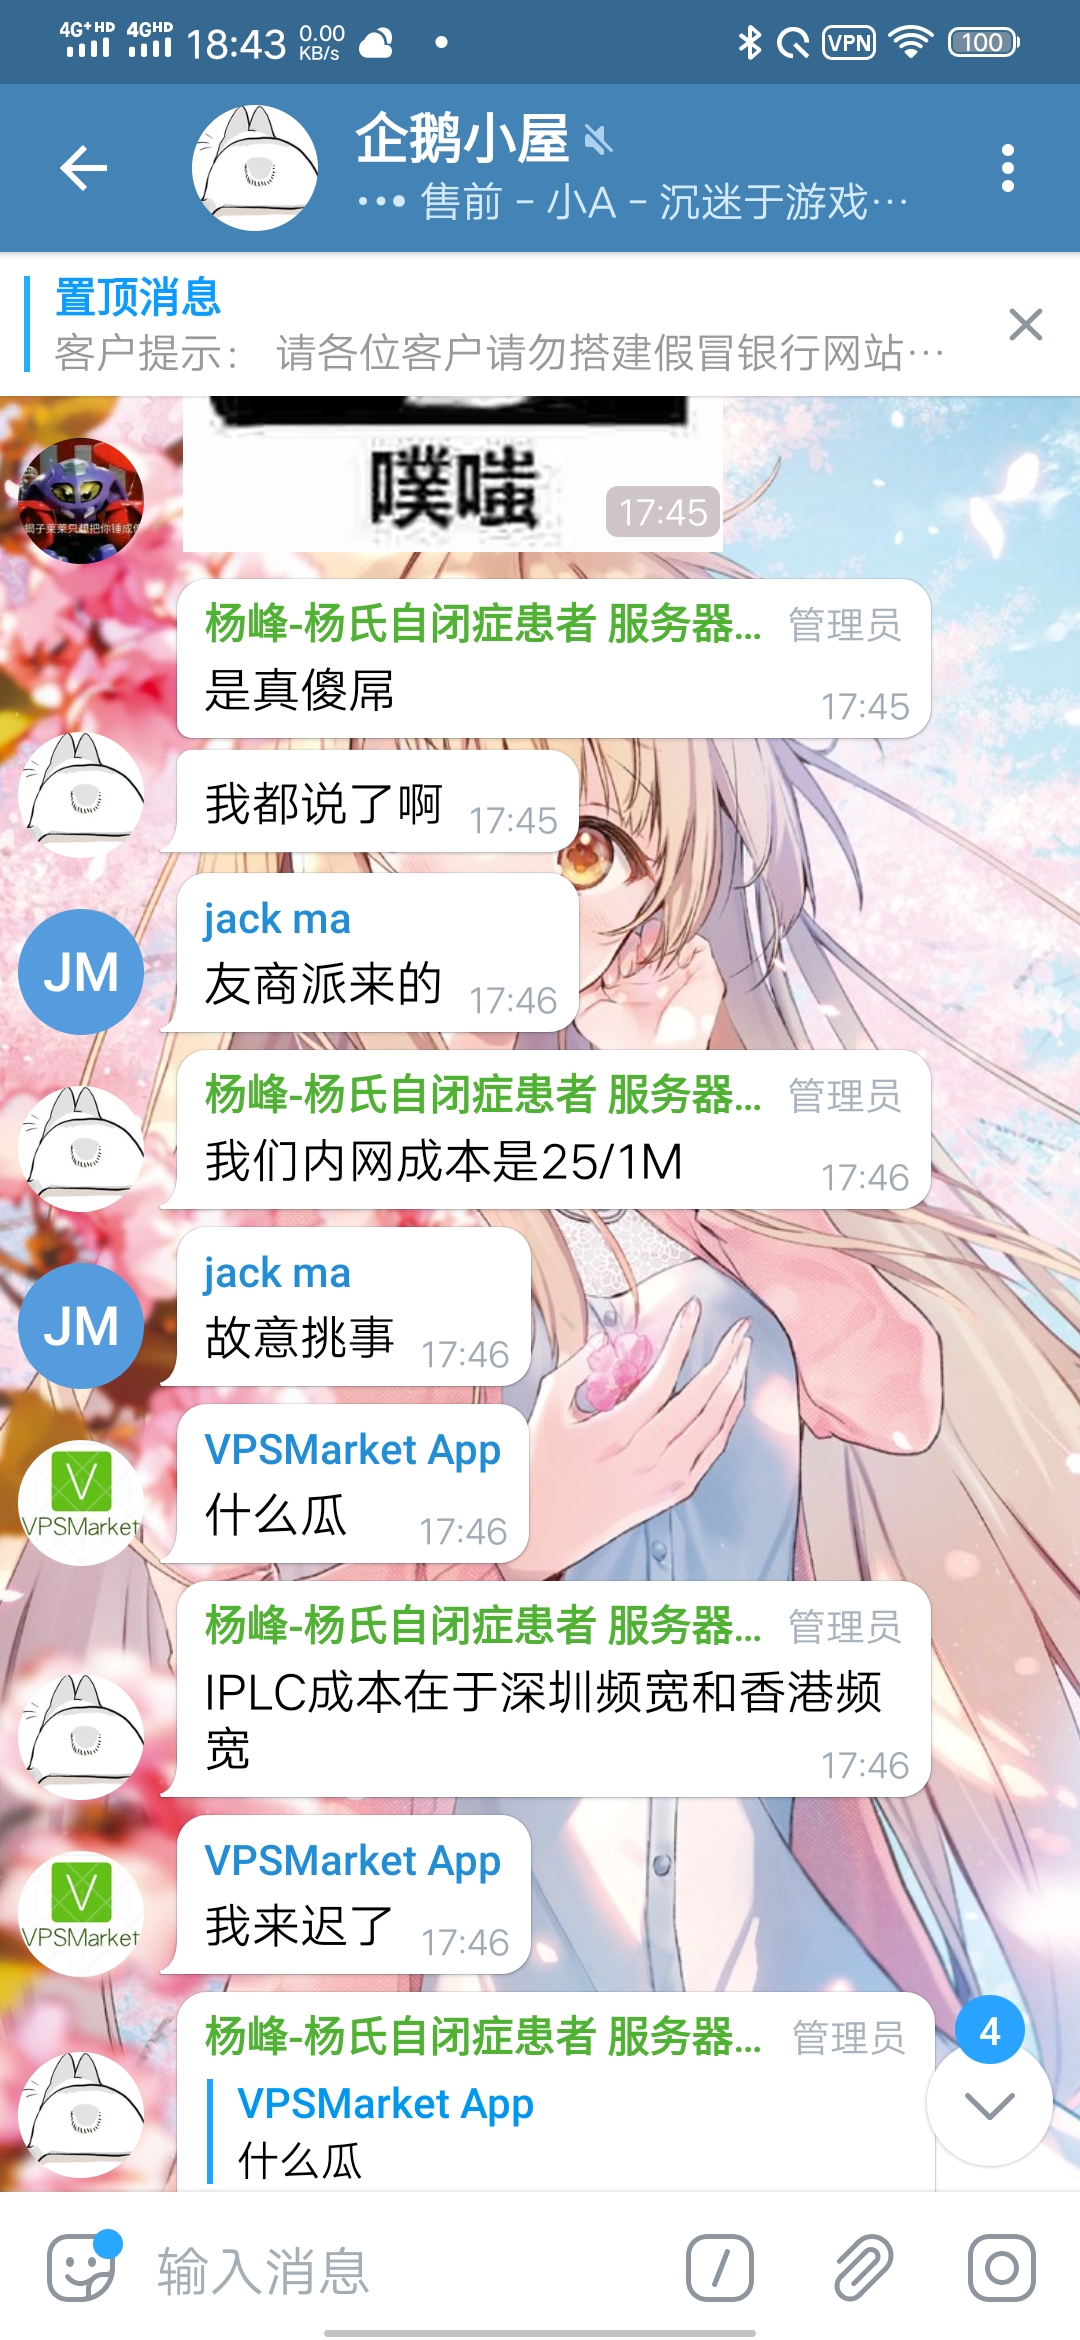 4G+HD 4GHD 18:43 0.00 KB/s VPN 100
企鹅小屋
••• 售前 - 小A - 沉迷于游戏…
置顶消息
客户提示： 请各位客户请勿搭建假冒银行网站…
噗嗤
17:45
杨峰-杨氏自闭症患者 服务器... 管理员
是真傻屌
17:45
我都说了啊 17:45
JM
jack ma
友商派来的 17:46
杨峰-杨氏自闭症患者 服务器... 管理员
我们内网成本是25/1M
17:46
JM
jack ma
故意挑事 17:46
VPSMarket App
什么瓜 17:46
V
VPSMarket
杨峰-杨氏自闭症患者 服务器... 管理员
IPLC成本在于深圳频宽和香港频
宽
17:46
VPSMarket App
我来迟了 17:46
V
VPSMarket
杨峰-杨氏自闭症患者 服务器... 管理员
VPSMarket App
什么瓜
4
输入消息